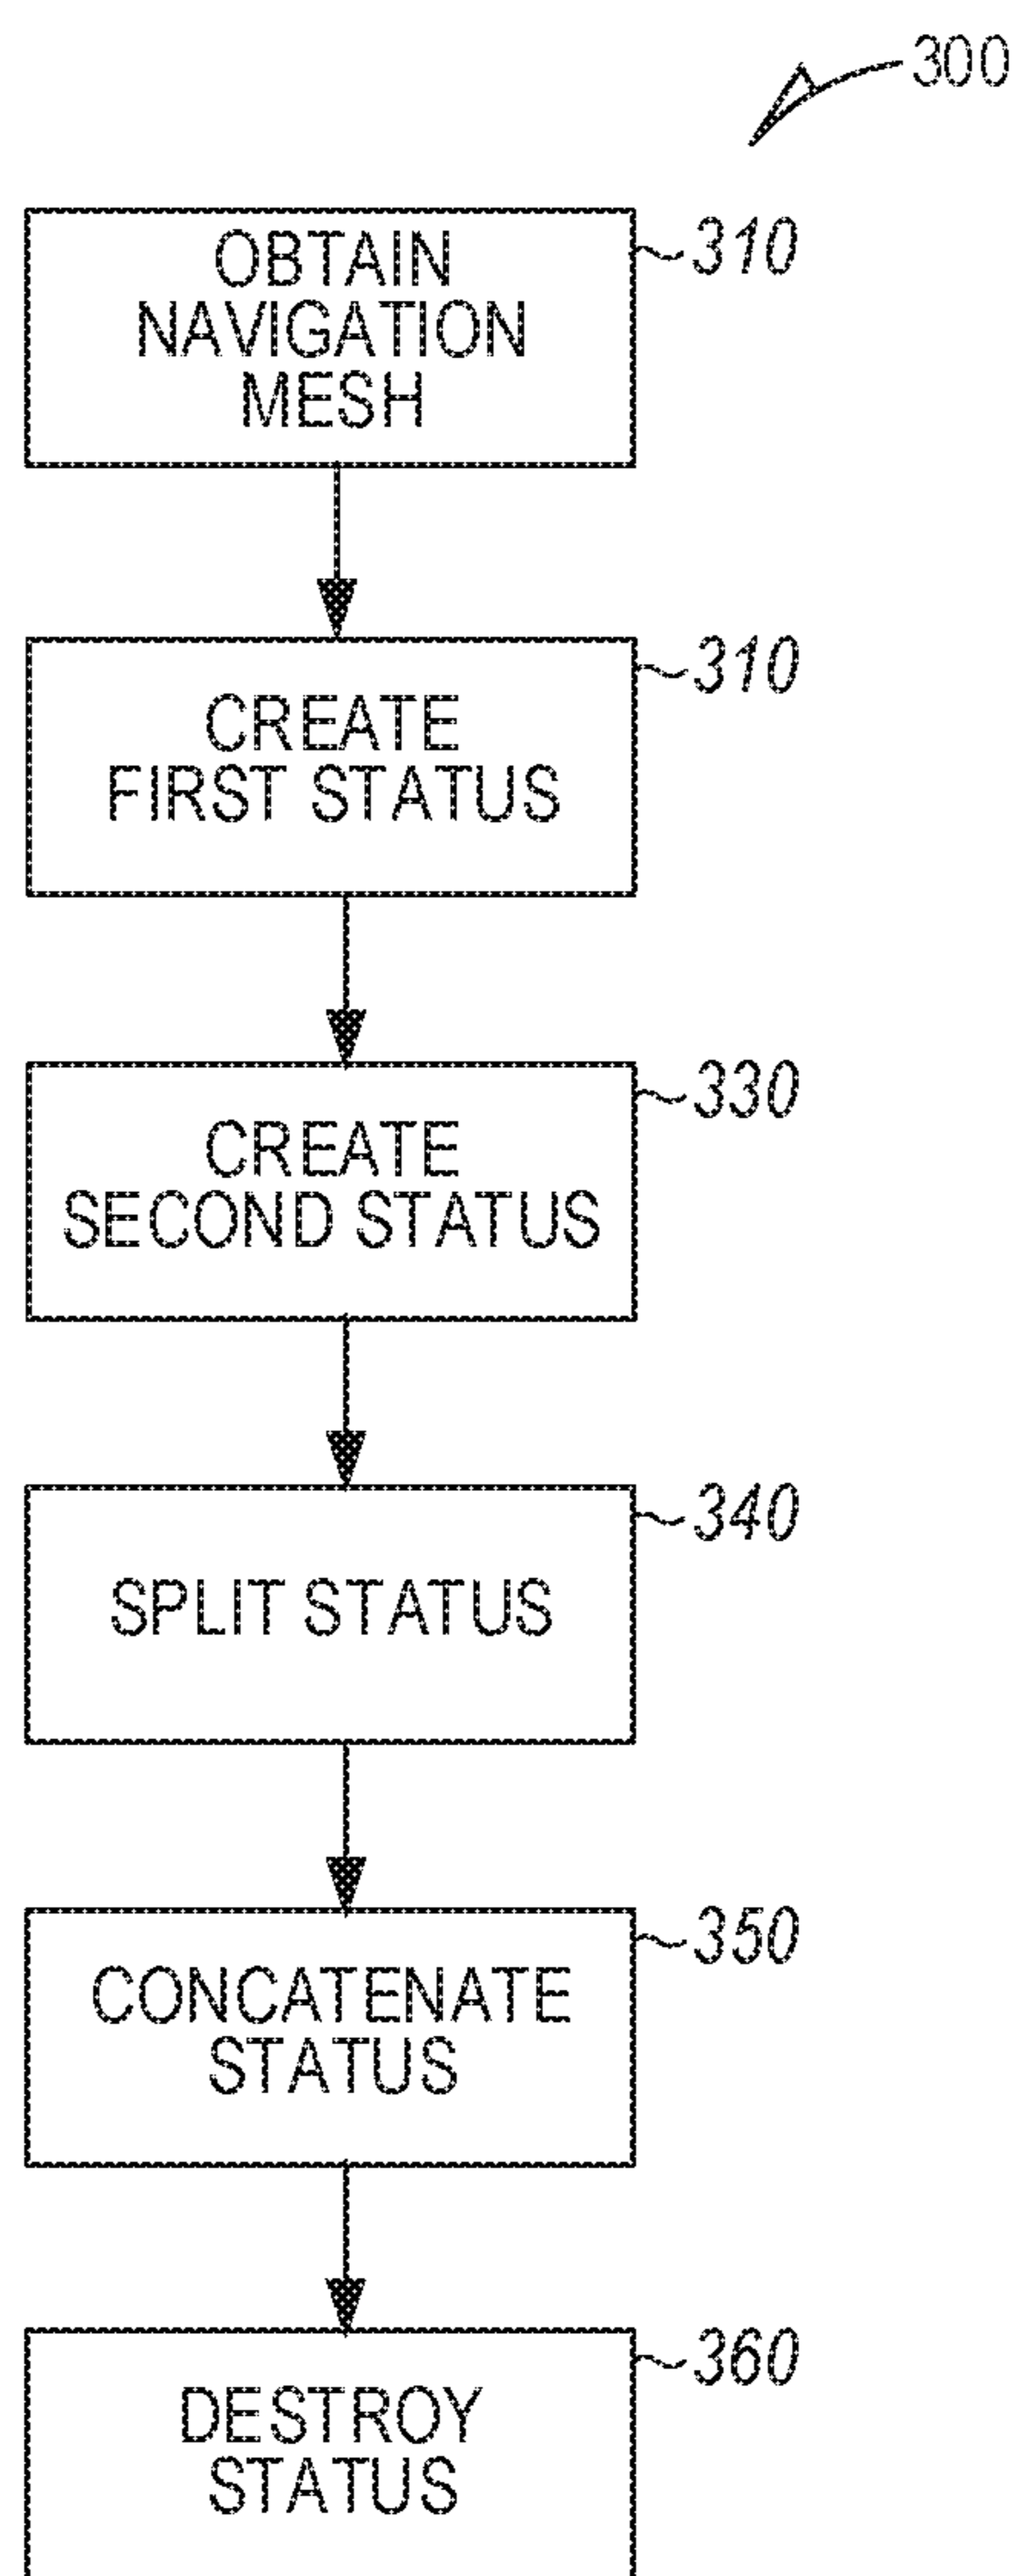 300
OBTAIN
NAVIGATION
MESH
310
CREATE
FIRST STATUS
310
CREATE
SECOND STATUS
330
SPLIT STATUS
340
CONCATENATE
STATUS
350
DESTROY
STATUS
360